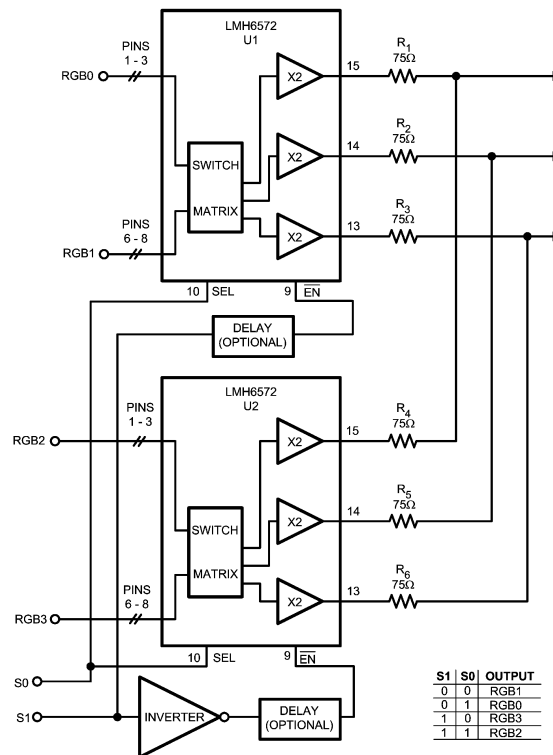 LMH6572
U1
PINS
1 - 3
RGB0
X2
15
R1
75Ω
SWITCH
MATRIX
X2
14
R2
75Ω
X2
13
R3
75Ω
PINS
6 - 8
RGB1
10
SEL
9
EN
DELAY
(OPTIONAL)
LMH6572
U2
PINS
1 - 3
RGB2
X2
15
R4
75Ω
SWITCH
MATRIX
X2
14
R5
75Ω
X2
13
R6
75Ω
PINS
6 - 8
RGB3
10
SEL
9
EN
S0
S1
INVERTER
DELAY
(OPTIONAL)
S1 S0 OUTPUT
0 0 RGB1
0 1 RGB0
1 0 RGB3
1 1 RGB2